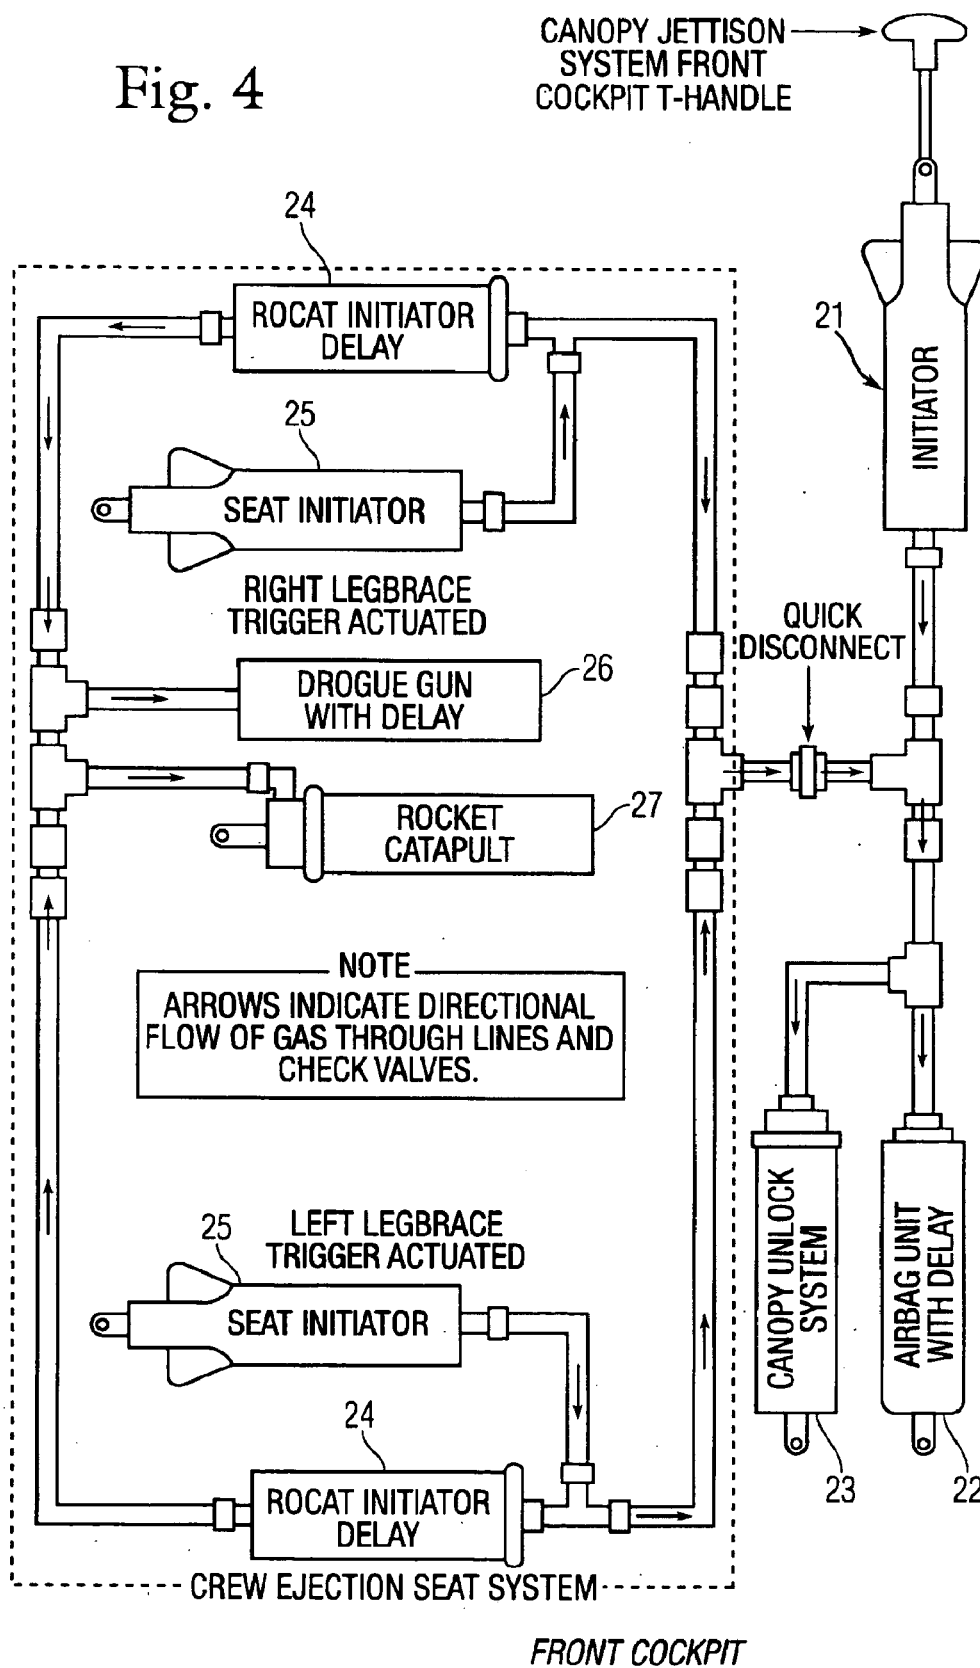 Fig. 4
CANOPY JETTISON
SYSTEM FRONT
COCKPIT T-HANDLE
24
ROCAT INITIATOR
DELAY
21
INITIATOR
25
SEAT INITIATOR
RIGHT LEGBRACE
TRIGGER ACTUATED
QUICK
DISCONNECT
DROGUE GUN
WITH DELAY
26
ROCKET
CATAPULT
27
NOTE
ARROWS INDICATE DIRECTIONAL
FLOW OF GAS THROUGH LINES AND
CHECK VALVES.
LEFT LEGBRACE
TRIGGER ACTUATED
25
SEAT INITIATOR
CANOPY UNLOCK
SYSTEM
AIRBAG UNIT
WITH DELAY
24
ROCAT INITIATOR
DELAY
23
22
CREW EJECTION SEAT SYSTEM
FRONT COCKPIT